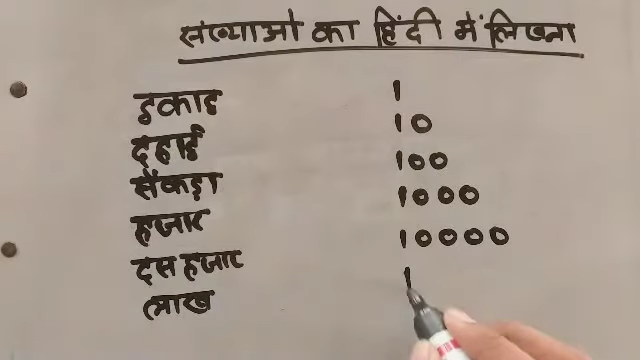 संख्याओ का हिंदी में लिखना
इकाइ 1
दहाई 10
सैंकड़ा 100
हजार 1000
दस हजार 10000
लाख 1